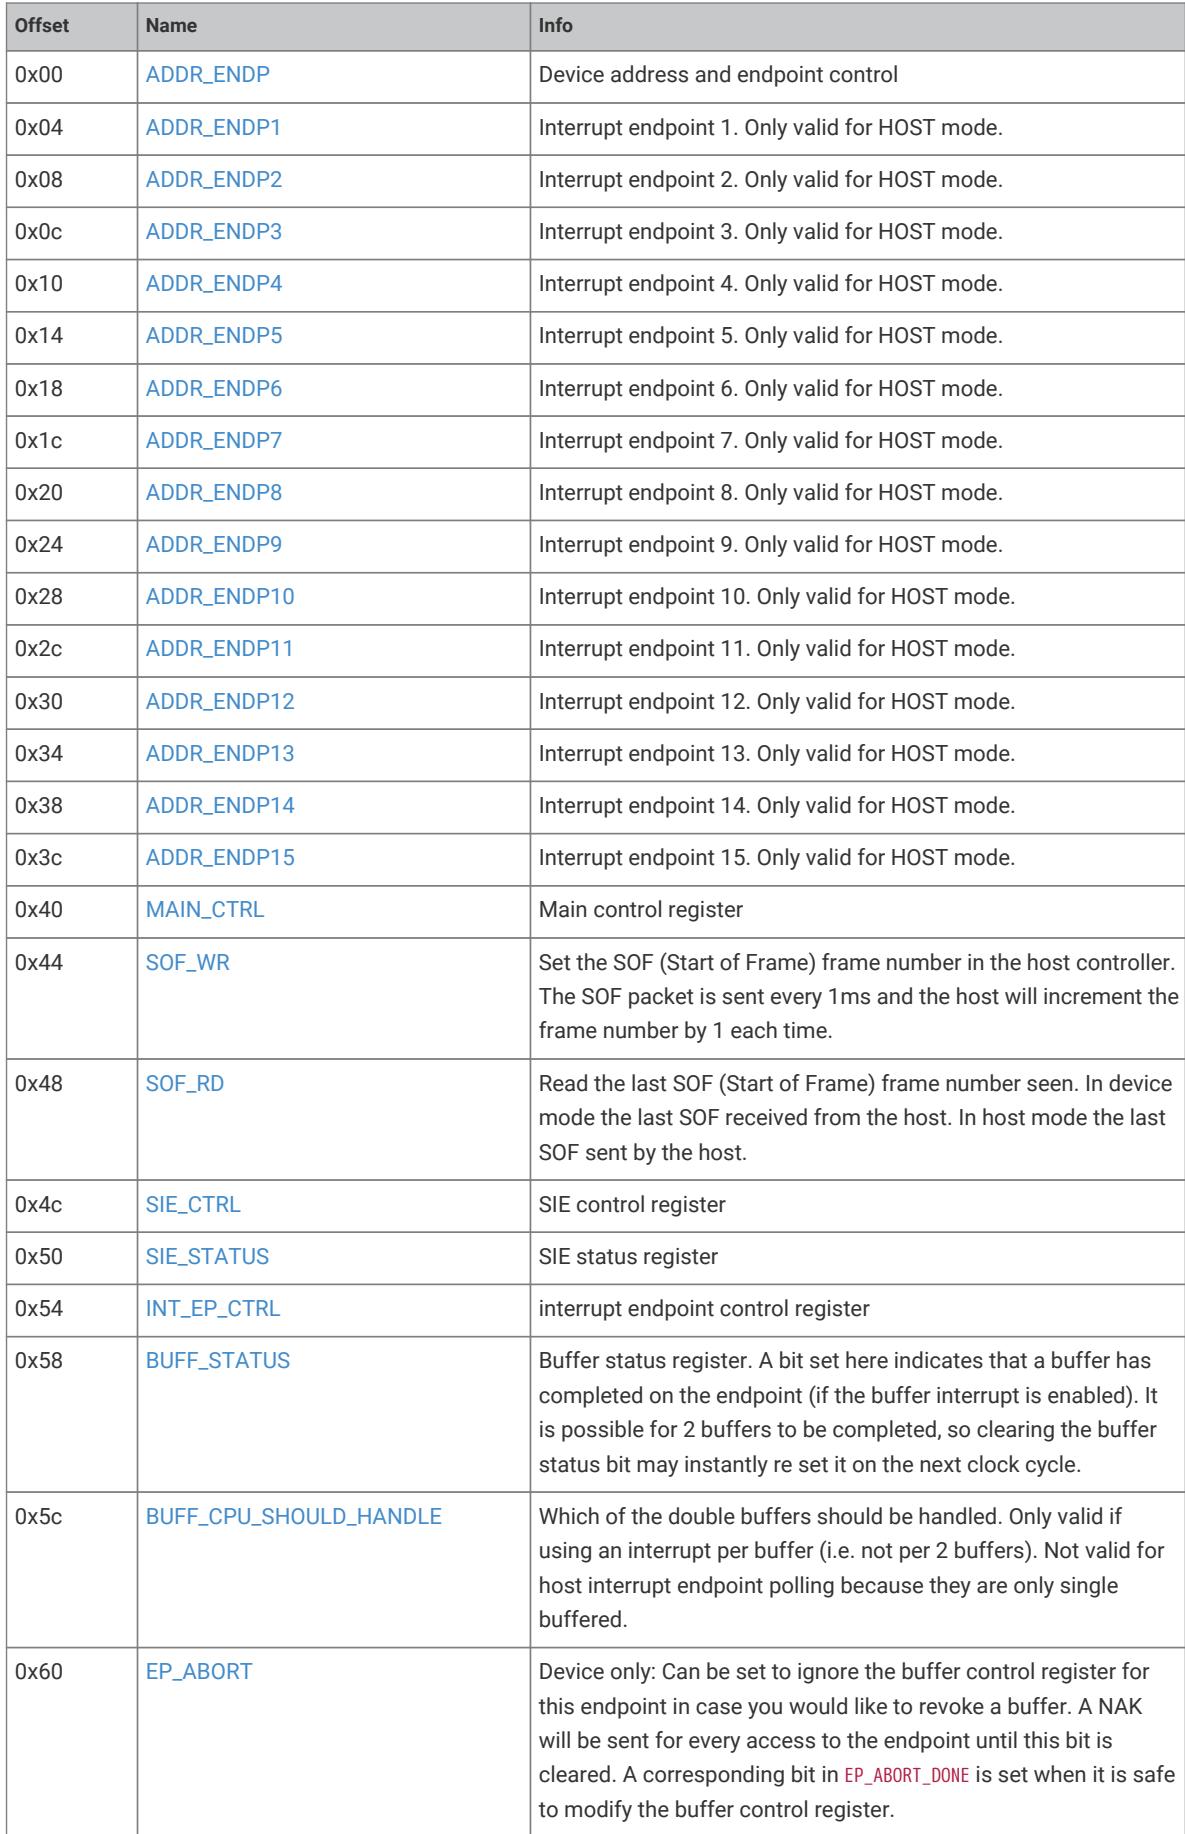 Offset Name Info
0x00 ADDR_ENDP Device address and endpoint control
0x04 ADDR_ENDP1 Interrupt endpoint 1. Only valid for HOST mode.
0x08 ADDR_ENDP2 Interrupt endpoint 2. Only valid for HOST mode.
0x0c ADDR_ENDP3 Interrupt endpoint 3. Only valid for HOST mode.
0x10 ADDR_ENDP4 Interrupt endpoint 4. Only valid for HOST mode.
0x14 ADDR_ENDP5 Interrupt endpoint 5. Only valid for HOST mode.
0x18 ADDR_ENDP6 Interrupt endpoint 6. Only valid for HOST mode.
0x1c ADDR_ENDP7 Interrupt endpoint 7. Only valid for HOST mode.
0x20 ADDR_ENDP8 Interrupt endpoint 8. Only valid for HOST mode.
0x24 ADDR_ENDP9 Interrupt endpoint 9. Only valid for HOST mode.
0x28 ADDR_ENDP10 Interrupt endpoint 10. Only valid for HOST mode.
0x2c ADDR_ENDP11 Interrupt endpoint 11. Only valid for HOST mode.
0x30 ADDR_ENDP12 Interrupt endpoint 12. Only valid for HOST mode.
0x34 ADDR_ENDP13 Interrupt endpoint 13. Only valid for HOST mode.
0x38 ADDR_ENDP14 Interrupt endpoint 14. Only valid for HOST mode.
0x3c ADDR_ENDP15 Interrupt endpoint 15. Only valid for HOST mode.
0x40 MAIN_CTRL Main control register
0x44 SOF_WR Set the SOF (Start of Frame) frame number in the host controller.
The SOF packet is sent every 1ms and the host will increment the
frame number by 1 each time.
0x48 SOF_RD Read the last SOF (Start of Frame) frame number seen. In device
mode the last SOF received from the host. In host mode the last
SOF sent by the host.
0x4c SIE_CTRL SIE control register
0x50 SIE_STATUS SIE status register
0x54 INT_EP_CTRL interrupt endpoint control register
0x58 BUFF_STATUS Buffer status register. A bit set here indicates that a buffer has
completed on the endpoint (if the buffer interrupt is enabled). It
is possible for 2 buffers to be completed, so clearing the buffer
status bit may instantly re set it on the next clock cycle.
0x5c BUFF_CPU_SHOULD_HANDLE Which of the double buffers should be handled. Only valid if
using an interrupt per buffer (i.e. not per 2 buffers). Not valid for
host interrupt endpoint polling because they are only single
buffered.
0x60 EP_ABORT Device only: Can be set to ignore the buffer control register for
this endpoint in case you would like to revoke a buffer. A NAK
will be sent for every access to the endpoint until this bit is
cleared. A corresponding bit in EP_ABORT_DONE is set when it is safe
to modify the buffer control register.